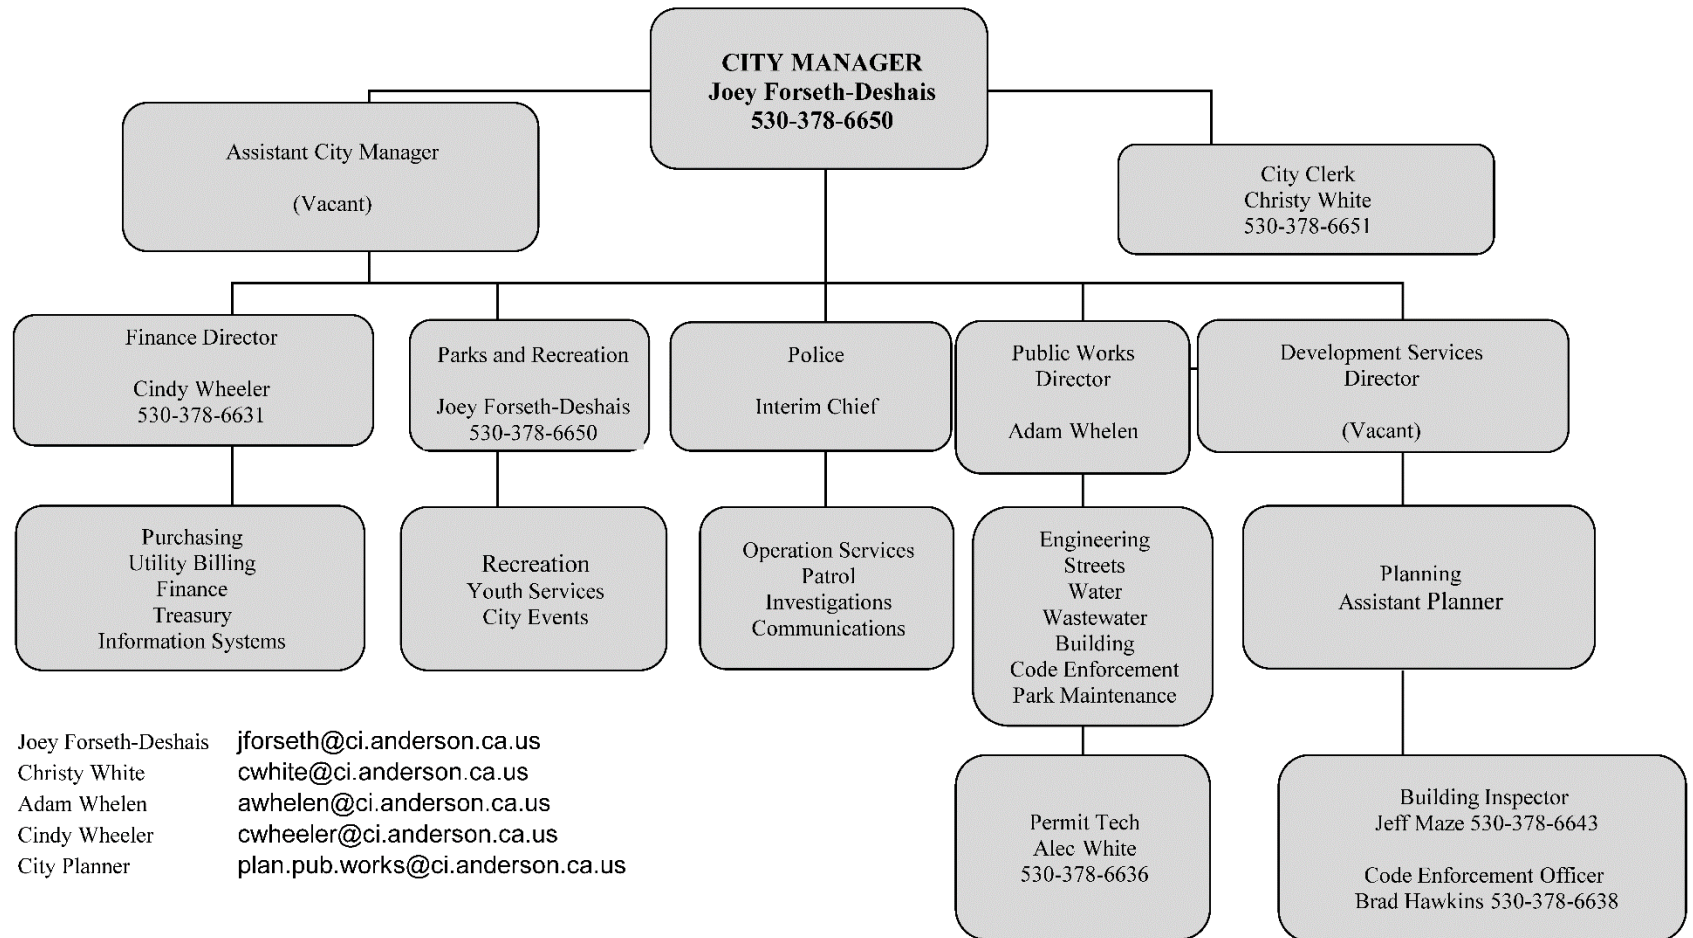 CITY MANAGER
Joey Forseth-Deshais
530-378-6650
Assistant City Manager
(Vacant)
City Clerk
Christy White
530-378-6651
Finance Director
Cindy Wheeler
530-378-6631
Parks and Recreation
Joey Forseth-Deshais
530-378-6650
Police
Interim Chief
Public Works
Director
Adam Whelen
Development Services
Director
(Vacant)
Purchasing
Utility Billing
Finance
Treasury
Information Systems
Recreation
Youth Services
City Events
Operation Services
Patrol
Investigations
Communications
Engineering
Streets
Water
Wastewater
Building
Code Enforcement
Park Maintenance
Planning
Assistant Planner
Permit Tech
Alec White
530-378-6636
Building Inspector
Jeff Maze 530-378-6643
Code Enforcement Officer
Brad Hawkins 530-378-6638
Joey Forseth-Deshais jforseth@ci.anderson.ca.us
Christy White cwhite@ci.anderson.ca.us
Adam Whelen awhelen@ci.anderson.ca.us
Cindy Wheeler cwheeler@ci.anderson.ca.us
City Planner plan.pub.works@ci.anderson.ca.us